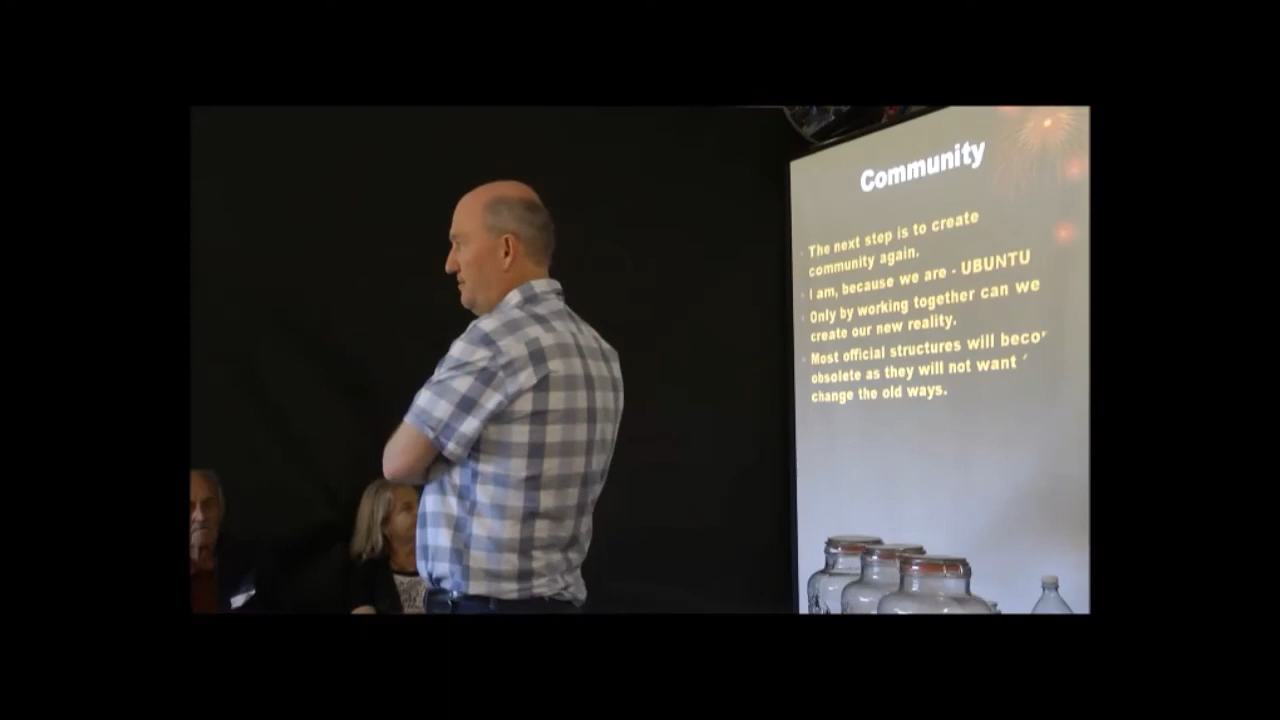 Community
The next step is to create
community again.
I am, because we are - UBUNTU
Only by working together can we
create our new reality.
Most official structures will
obsolete as they will not want
change the old ways.